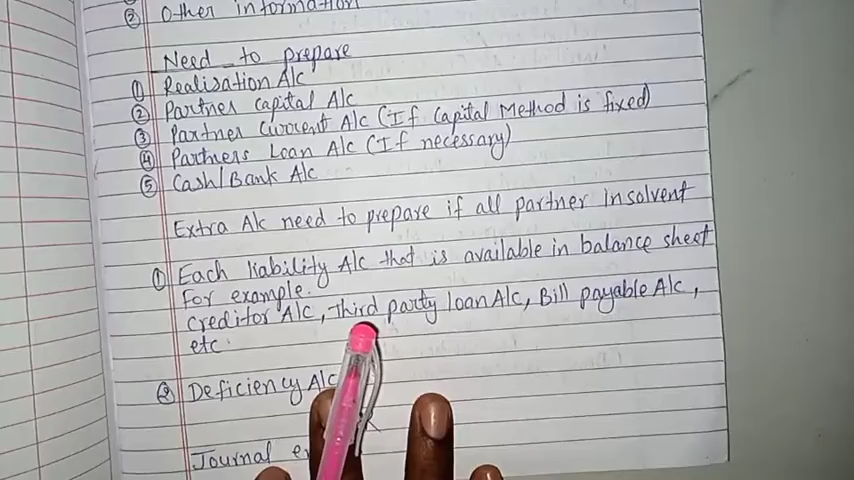 ② Other information
Need to prepare
① Realisation A/c
② Partner capital A/c
③ Partner Current A/c (If Capital Method is fixed)
④ Partners Loan A/c (If necessary)
⑤ Cash/Bank A/c
Extra A/c need to prepare if all partner insolvent
① Each liability A/c that is available in balance sheet
For example.
creditor A/c, Third party loan A/c, Bill payable A/c,
etc.
② Deficiency A/c
Journal